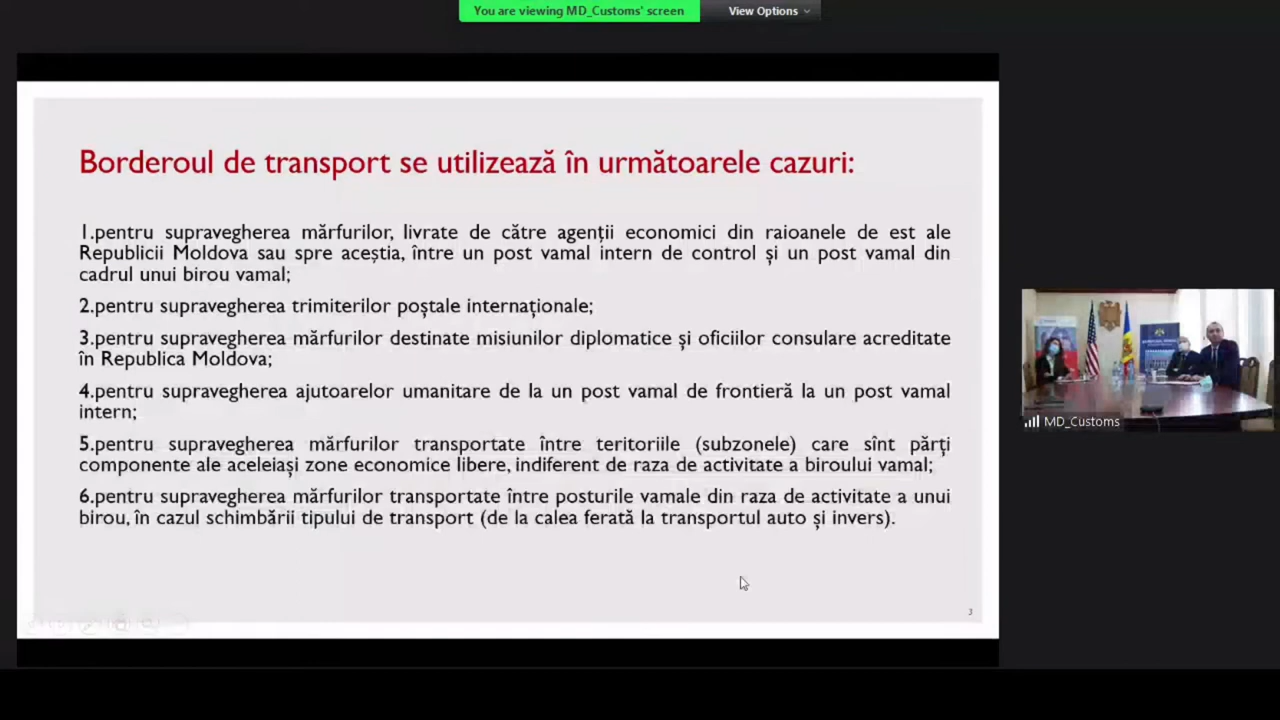 You are viewing MD_Customs' screen
View Options
Borderoul de transport se utilizează în următoarele cazuri:
1.pentru supravegherea mărfurilor, livrate de către agenții economici din raioanele de est ale
Republicii Moldova sau spre aceștia, între un post vamal intern de control și un post vamal din
cadrul unui birou vamal;
2.pentru supravegherea trimiterilor poștale internaționale;
3.pentru supravegherea mărfurilor destinate misiunilor diplomatice și oficiilor consulare acreditate
în Republica Moldova;
4.pentru supravegherea ajutoarelor umanitare de la un post vamal de frontieră la un post vamal
intern;
5.pentru supravegherea mărfurilor transportate între teritoriile (subzonele) care sînt părți
componente ale aceleiași zone economice libere, indiferent de raza de activitate a biroului vamal;
6.pentru supravegherea mărfurilor transportate între posturile vamale din raza de activitate a unui
birou, în cazul schimbării tipului de transport (de la calea ferată la transportul auto și invers).
3
MD_Customs